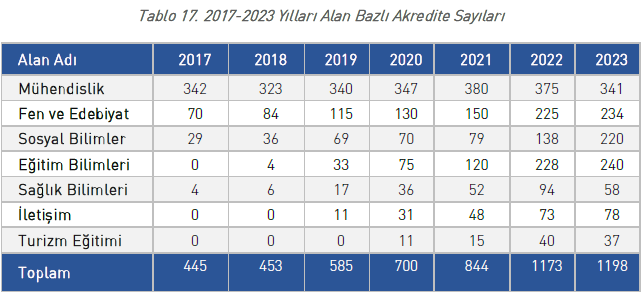 Tablo 17. 2017-2023 Yılları Alan Bazlı Akredite Sayıları
Alan Adı 2017 2018 2019 2020 2021 2022 2023
Mühendislik 342 323 340 347 380 375 341
Fen ve Edebiyat 70 84 115 130 150 225 234
Sosyal Bilimler 29 36 69 70 79 138 220
Eğitim Bilimleri 0 4 33 75 120 228 240
Sağlık Bilimleri 4 6 17 36 52 94 58
İletişim 0 0 11 31 48 73 78
Turizm Eğitimi 0 0 0 11 15 40 37
Toplam 445 453 585 700 844 1173 1198